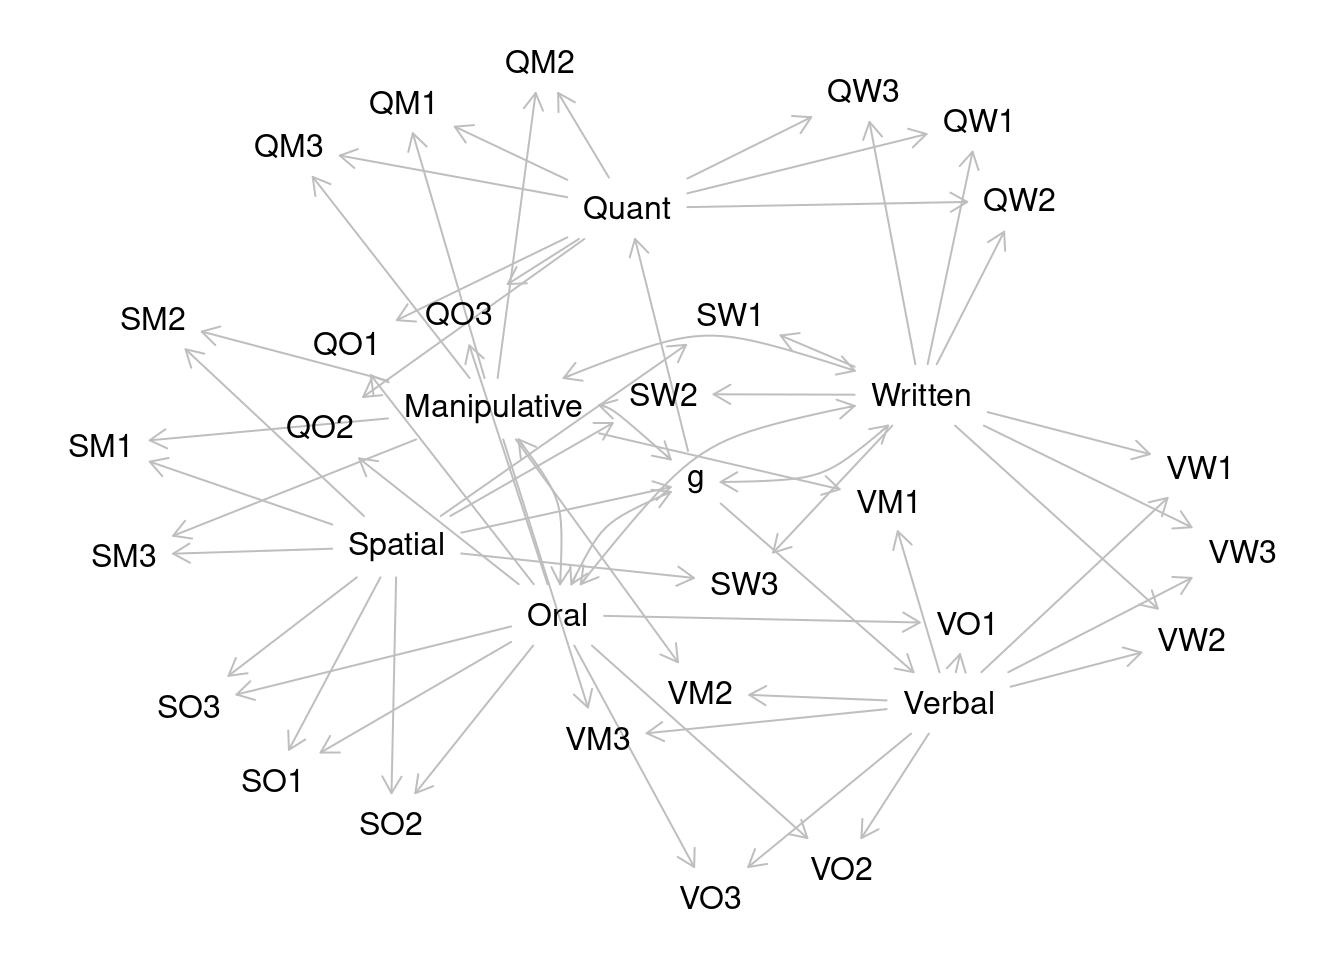 QM2
QW3
QM1
QW1
QM3
QW2
Quant
QO3
SW1
SM2
QO1
SW2
Written
Manipulative
QO2
SM1
VW1
g
VM1
Spatial
VW3
SM3
SW3
Oral
VO1
VW2
VM2
Verbal
SO3
VM3
SO1
SO2
VO2
VO3